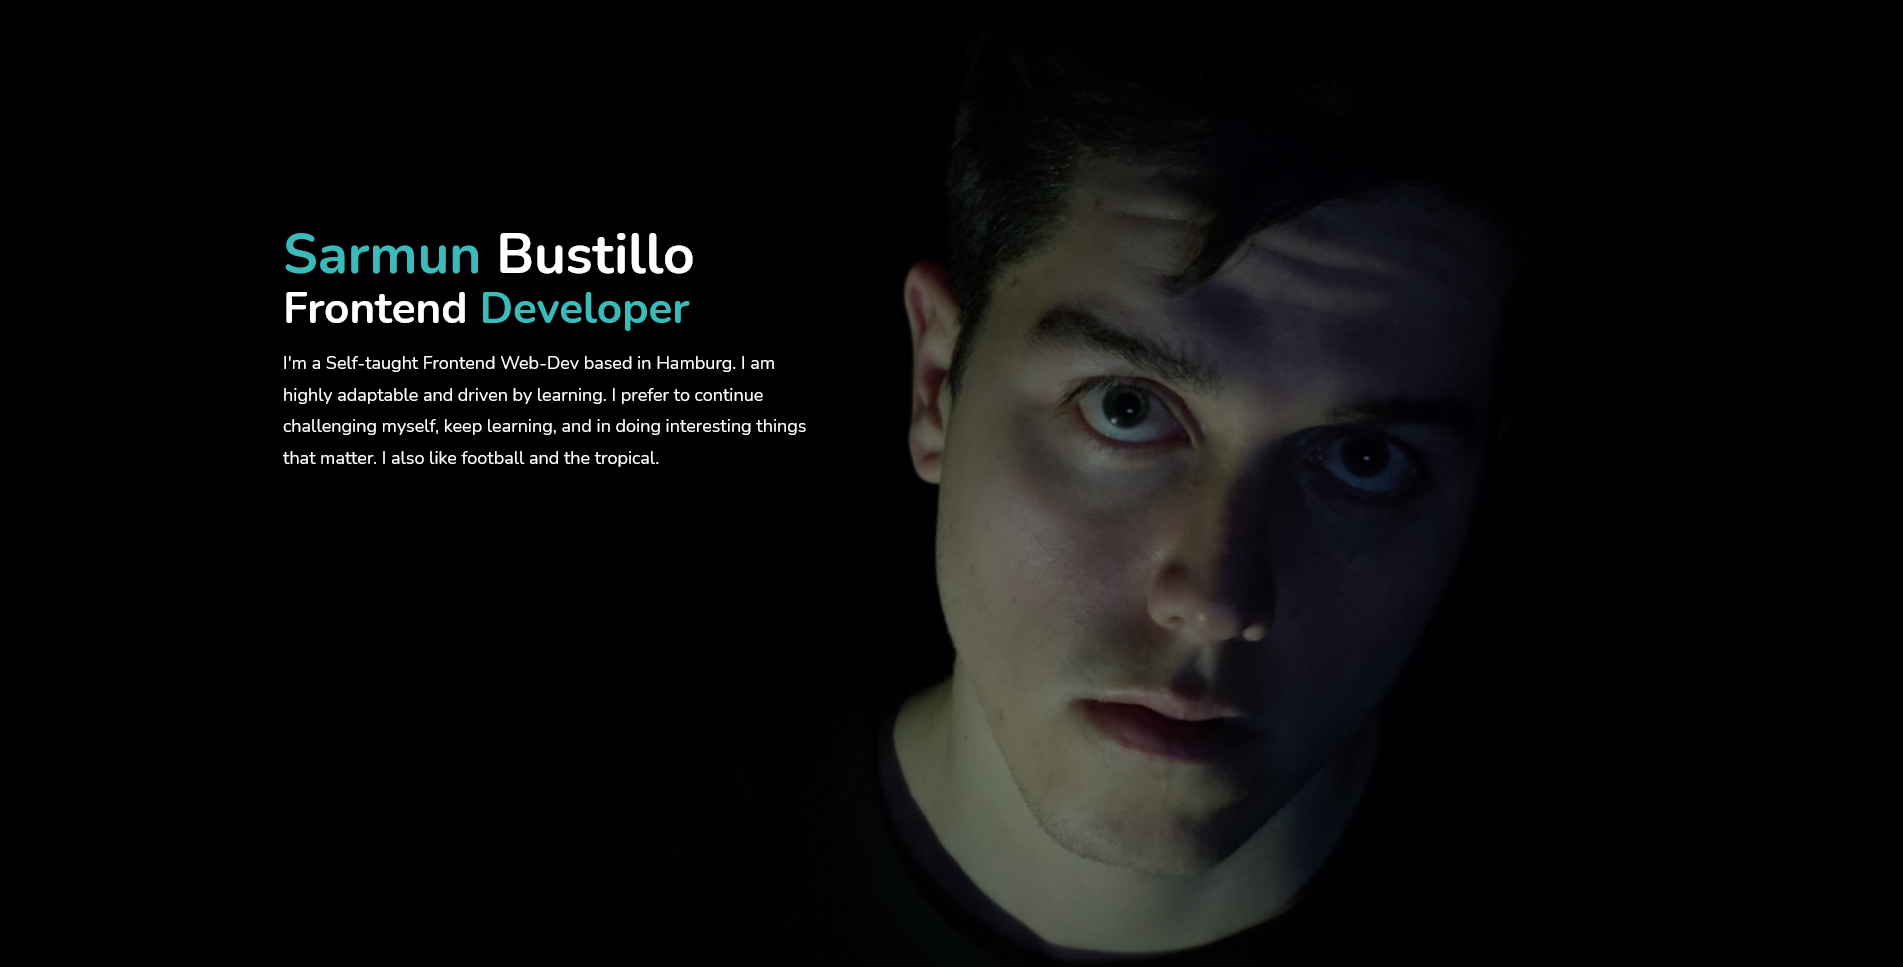 Sarmun Bustillo
Frontend Developer
I'm a Self-taught Frontend Web-Dev based in Hamburg. I am
highly adaptable and driven by learning. I prefer to continue
challenging myself, keep learning, and in doing interesting things
that matter. I also like football and the tropical.